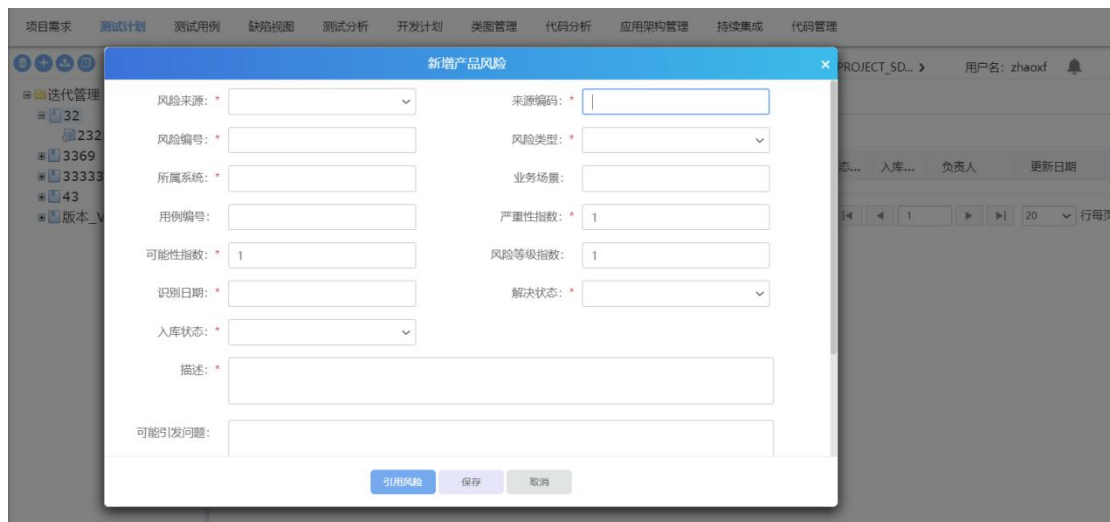 项目需求 测试计划 测试用例 缺陷视图 测试分析 开发计划 类图管理 代码分析 应用架构管理 持续集成 代码管理
新增产品风险 ×
PROJECT_SD... 用户名: zhaoxf
迭代管理
32
232
3369
33333
43
版本_V
风险来源: * 来源编码: *
风险编号: * 风险类型: *
所属系统: * 业务场景:
用例编号: 严重性指数: * 1
可能性指数: * 1 风险等级指数: 1
识别日期: * 解决状态: *
入库状态: *
描述: *
可能引发问题:
引用风险 保存 取消
态... 入库... 负责人 更新日期
1 20 行每页